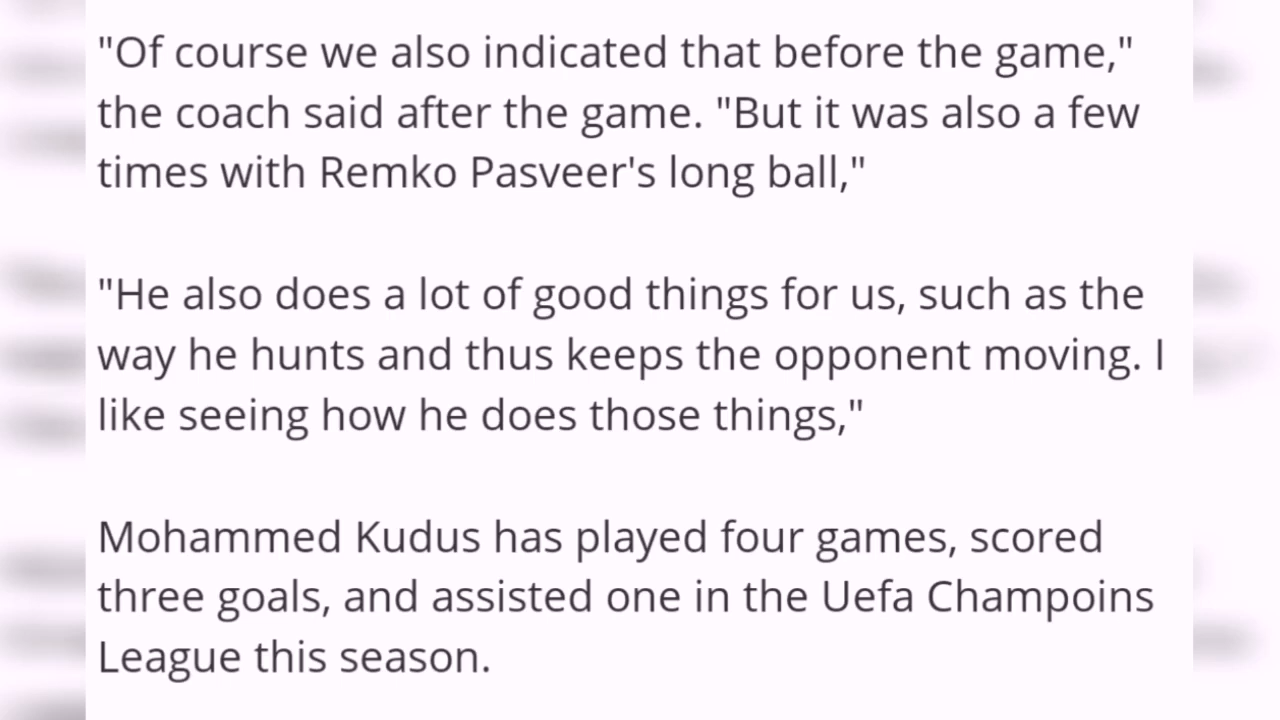 "Of course we also indicated that before the game,"
the coach said after the game. "But it was also a few
times with Remko Pasveer's long ball,"
"He also does a lot of good things for us, such as the
way he hunts and thus keeps the opponent moving. I
like seeing how he does those things,"
Mohammed Kudus has played four games, scored
three goals, and assisted one in the Uefa Champoins
League this season.